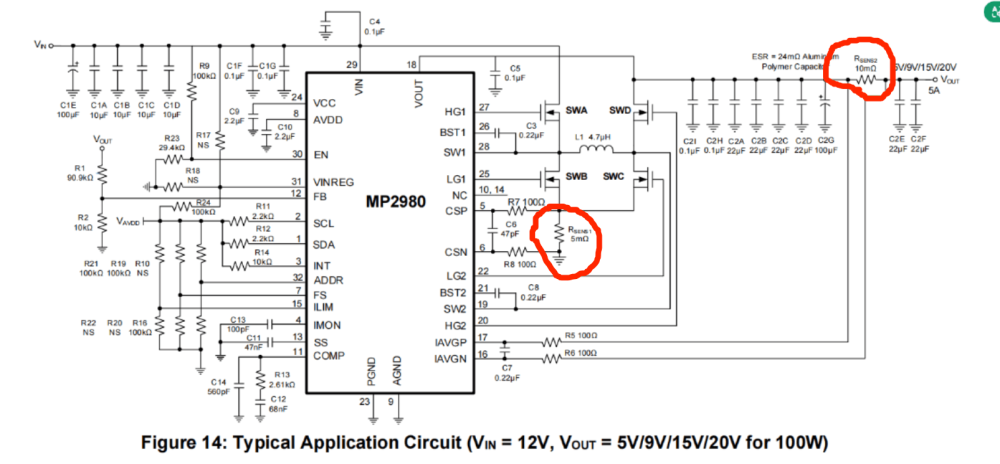 C4
0.1µF
VIN
29
18
C1E
100µF
C1A
10µF
C1B
10µF
C1C
10µF
C1D
10µF
R9
100kΩ
C1F
0.1µF
C1G
0.1µF
C5
0.1µF
ESR = 24mΩ Aluminum
Polymer Capacitor
RSENS2
10mΩ
5V/9V/15V/20V
VOUT
5A
VIN
VOUT
C9
2.2µF
C10
2.2µF
24
VCC
8
AVDD
HG1
27
C3
0.22µF
BST1
26
SW1
28
SWA
SWD
L1 4.7µH
C2I
0.1µF
C2H
0.1µF
C2A
22µF
C2B
22µF
C2C
22µF
C2D
22µF
C2G
100µF
C2E
22µF
C2F
22µF
VOUT
R1
90.9kΩ
R23
29.4kΩ
R17
NS
R18
NS
30
EN
31
VINREG
12
FB
LG1
25
SWB
SWC
NC
10, 14
MP2980
R2
10kΩ
VAVDD
R24
100kΩ
R11
2.2kΩ
R12
2.2kΩ
R14
10kΩ
2
SCL
1
SDA
3
INT
32
ADDR
7
FS
15
ILIM
CSP
5
R7 100Ω
C6
47pF
RSENS1
5mΩ
CSN
6
R8 100Ω
LG2
22
BST2
21
C8
0.22µF
SW2
19
HG2
20
R21
100kΩ
R19
100kΩ
R10
NS
R22
NS
R20
NS
R16
100kΩ
C13
100pF
4
IMON
C11
47nF
13
SS
11
COMP
IAVGP
17
R5 100Ω
IAVGN
16
R6 100Ω
C7
0.22µF
C14
560pF
R13
2.61kΩ
C12
68nF
PGND
23
AGND
9
Figure 14: Typical Application Circuit (VIN = 12V, VOUT = 5V/9V/15V/20V for 100W)